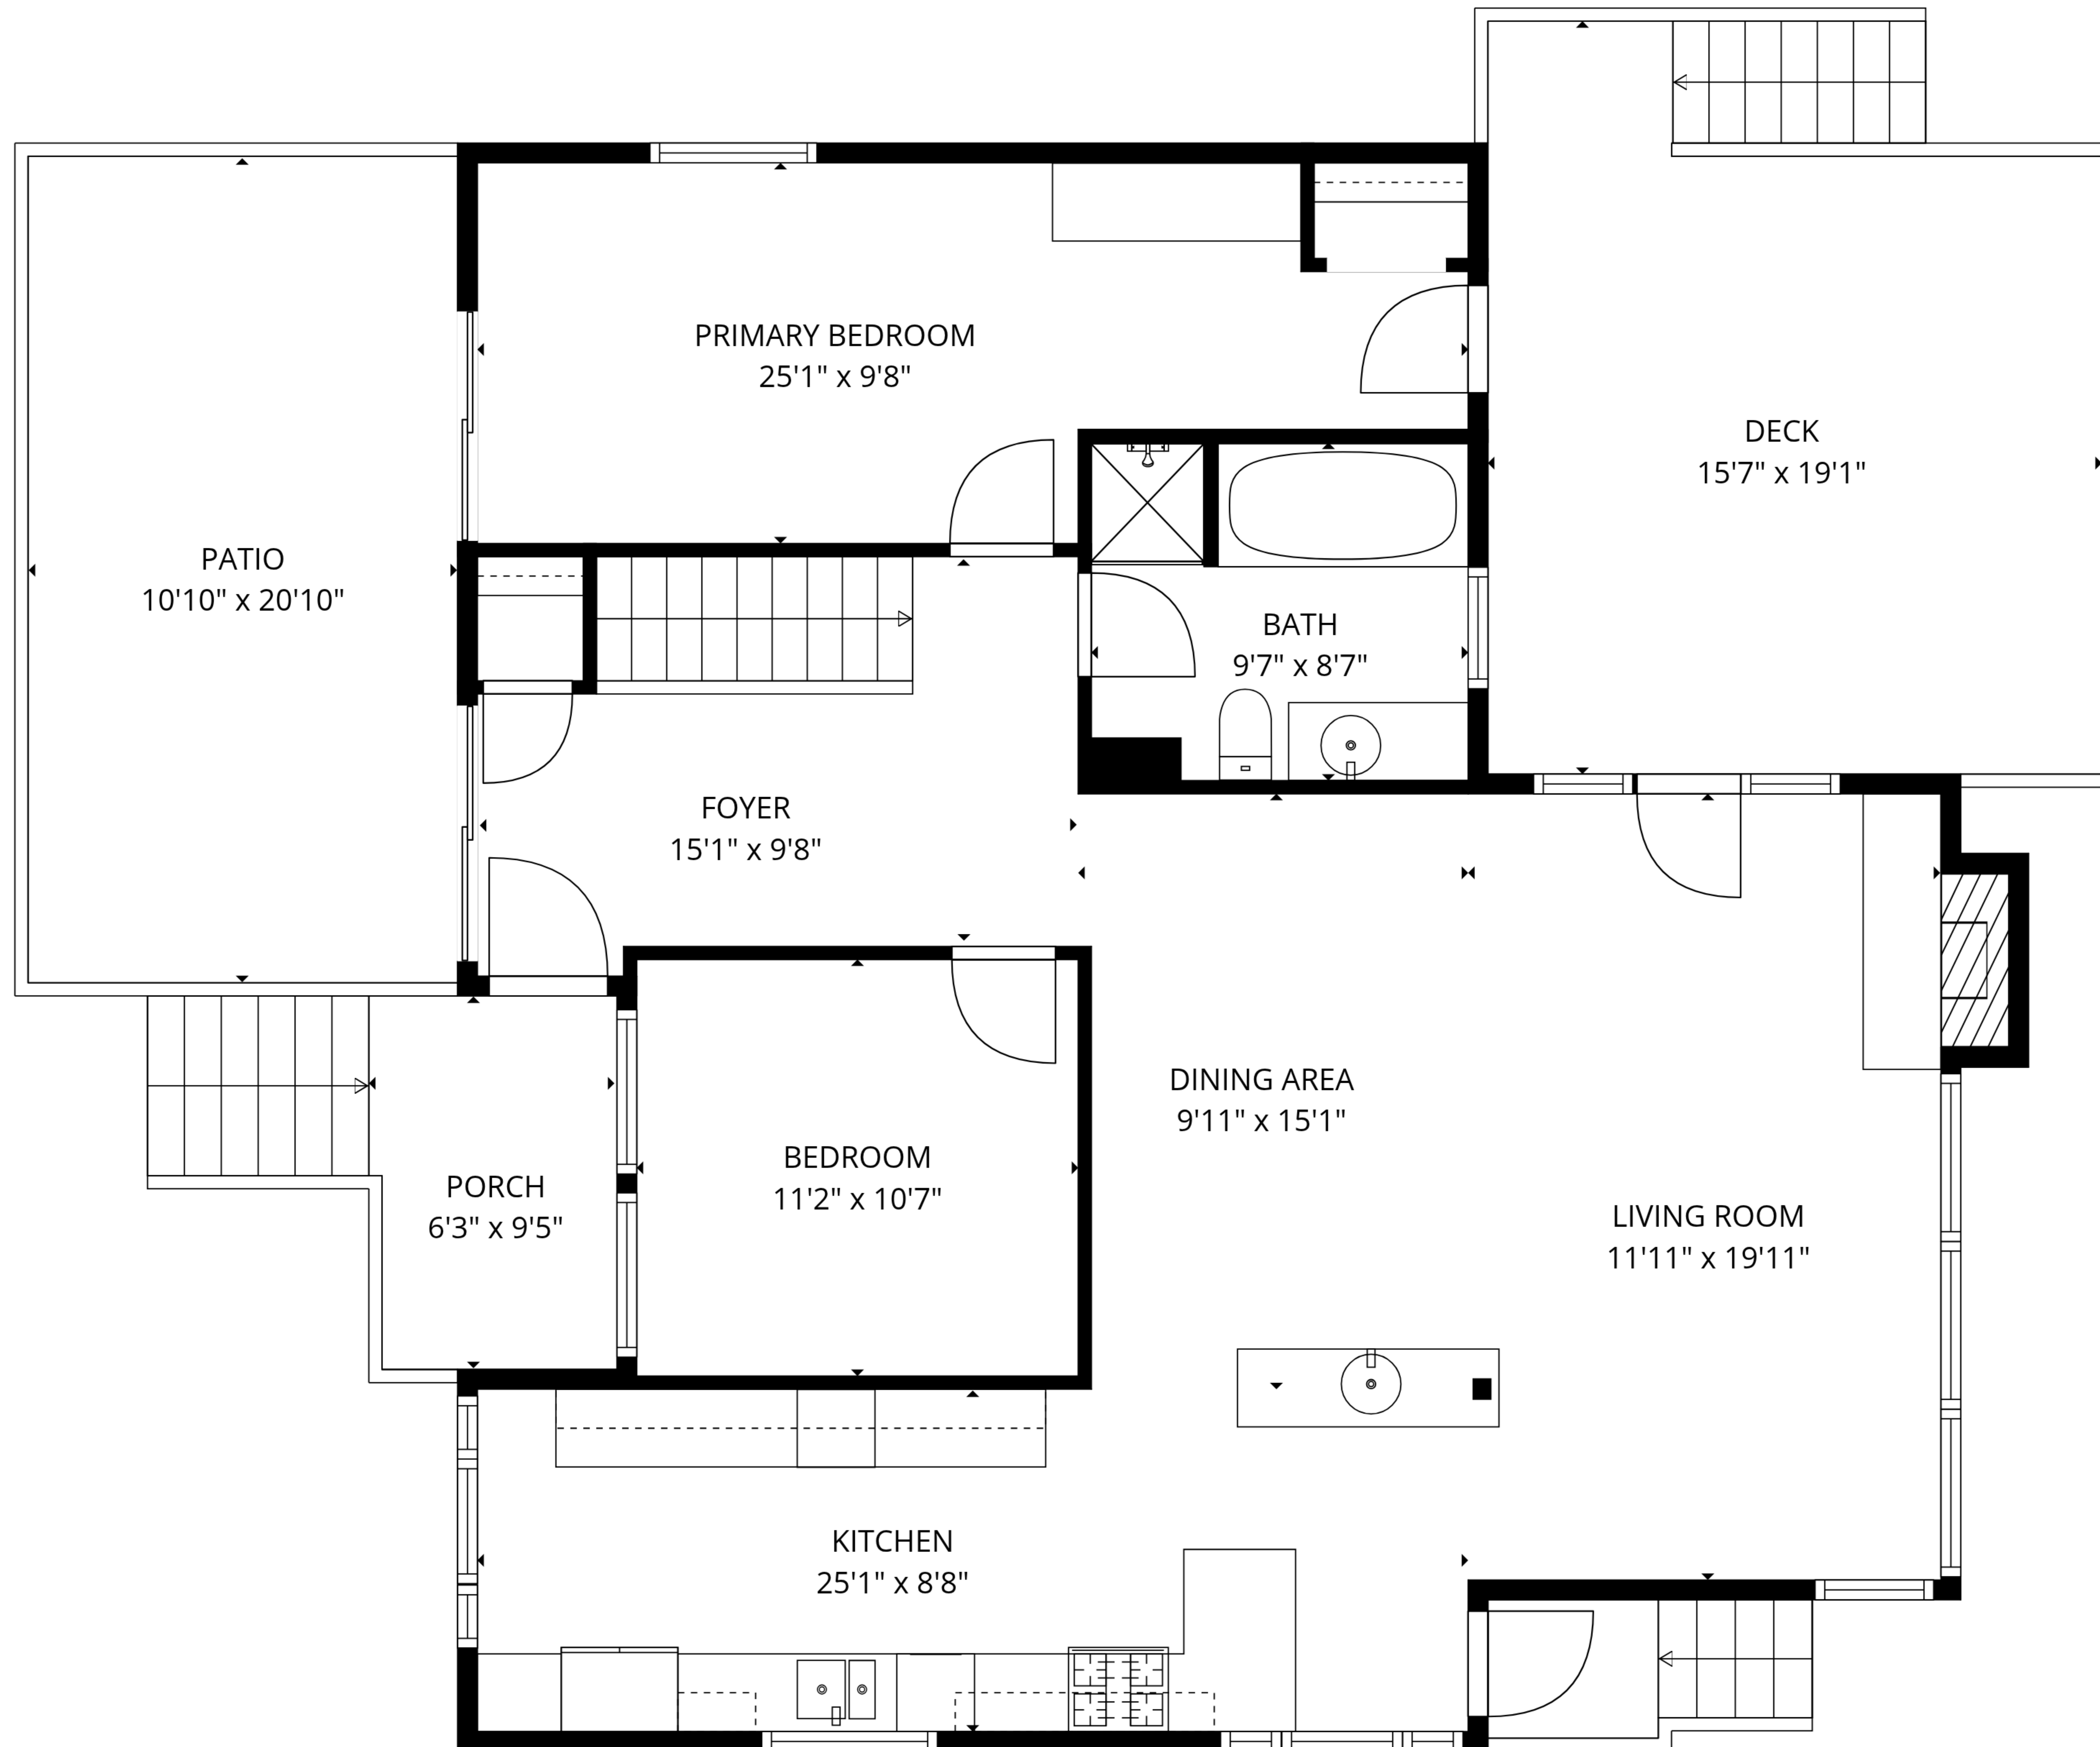 PRIMARY BEDROOM
25'1" x 9'8"
DECK
15'7" x 19'1"
PATIO
10'10" x 20'10"
BATH
9'7" x 8'7"
FOYER
15'1" x 9'8"
DINING AREA
9'11" x 15'1"
BEDROOM
11'2" x 10'7"
PORCH
6'3" x 9'5"
LIVING ROOM
11'11" x 19'11"
KITCHEN
25'1" x 8'8"